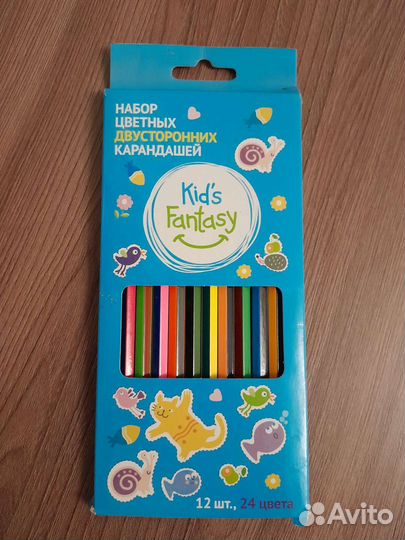 НАБОР
ЦВЕТНЫХ
ДВУСТОРОННИХ
КАРАНДАШЕЙ
Kid's
Fantasy
12 шт., 24 цвета
Avito